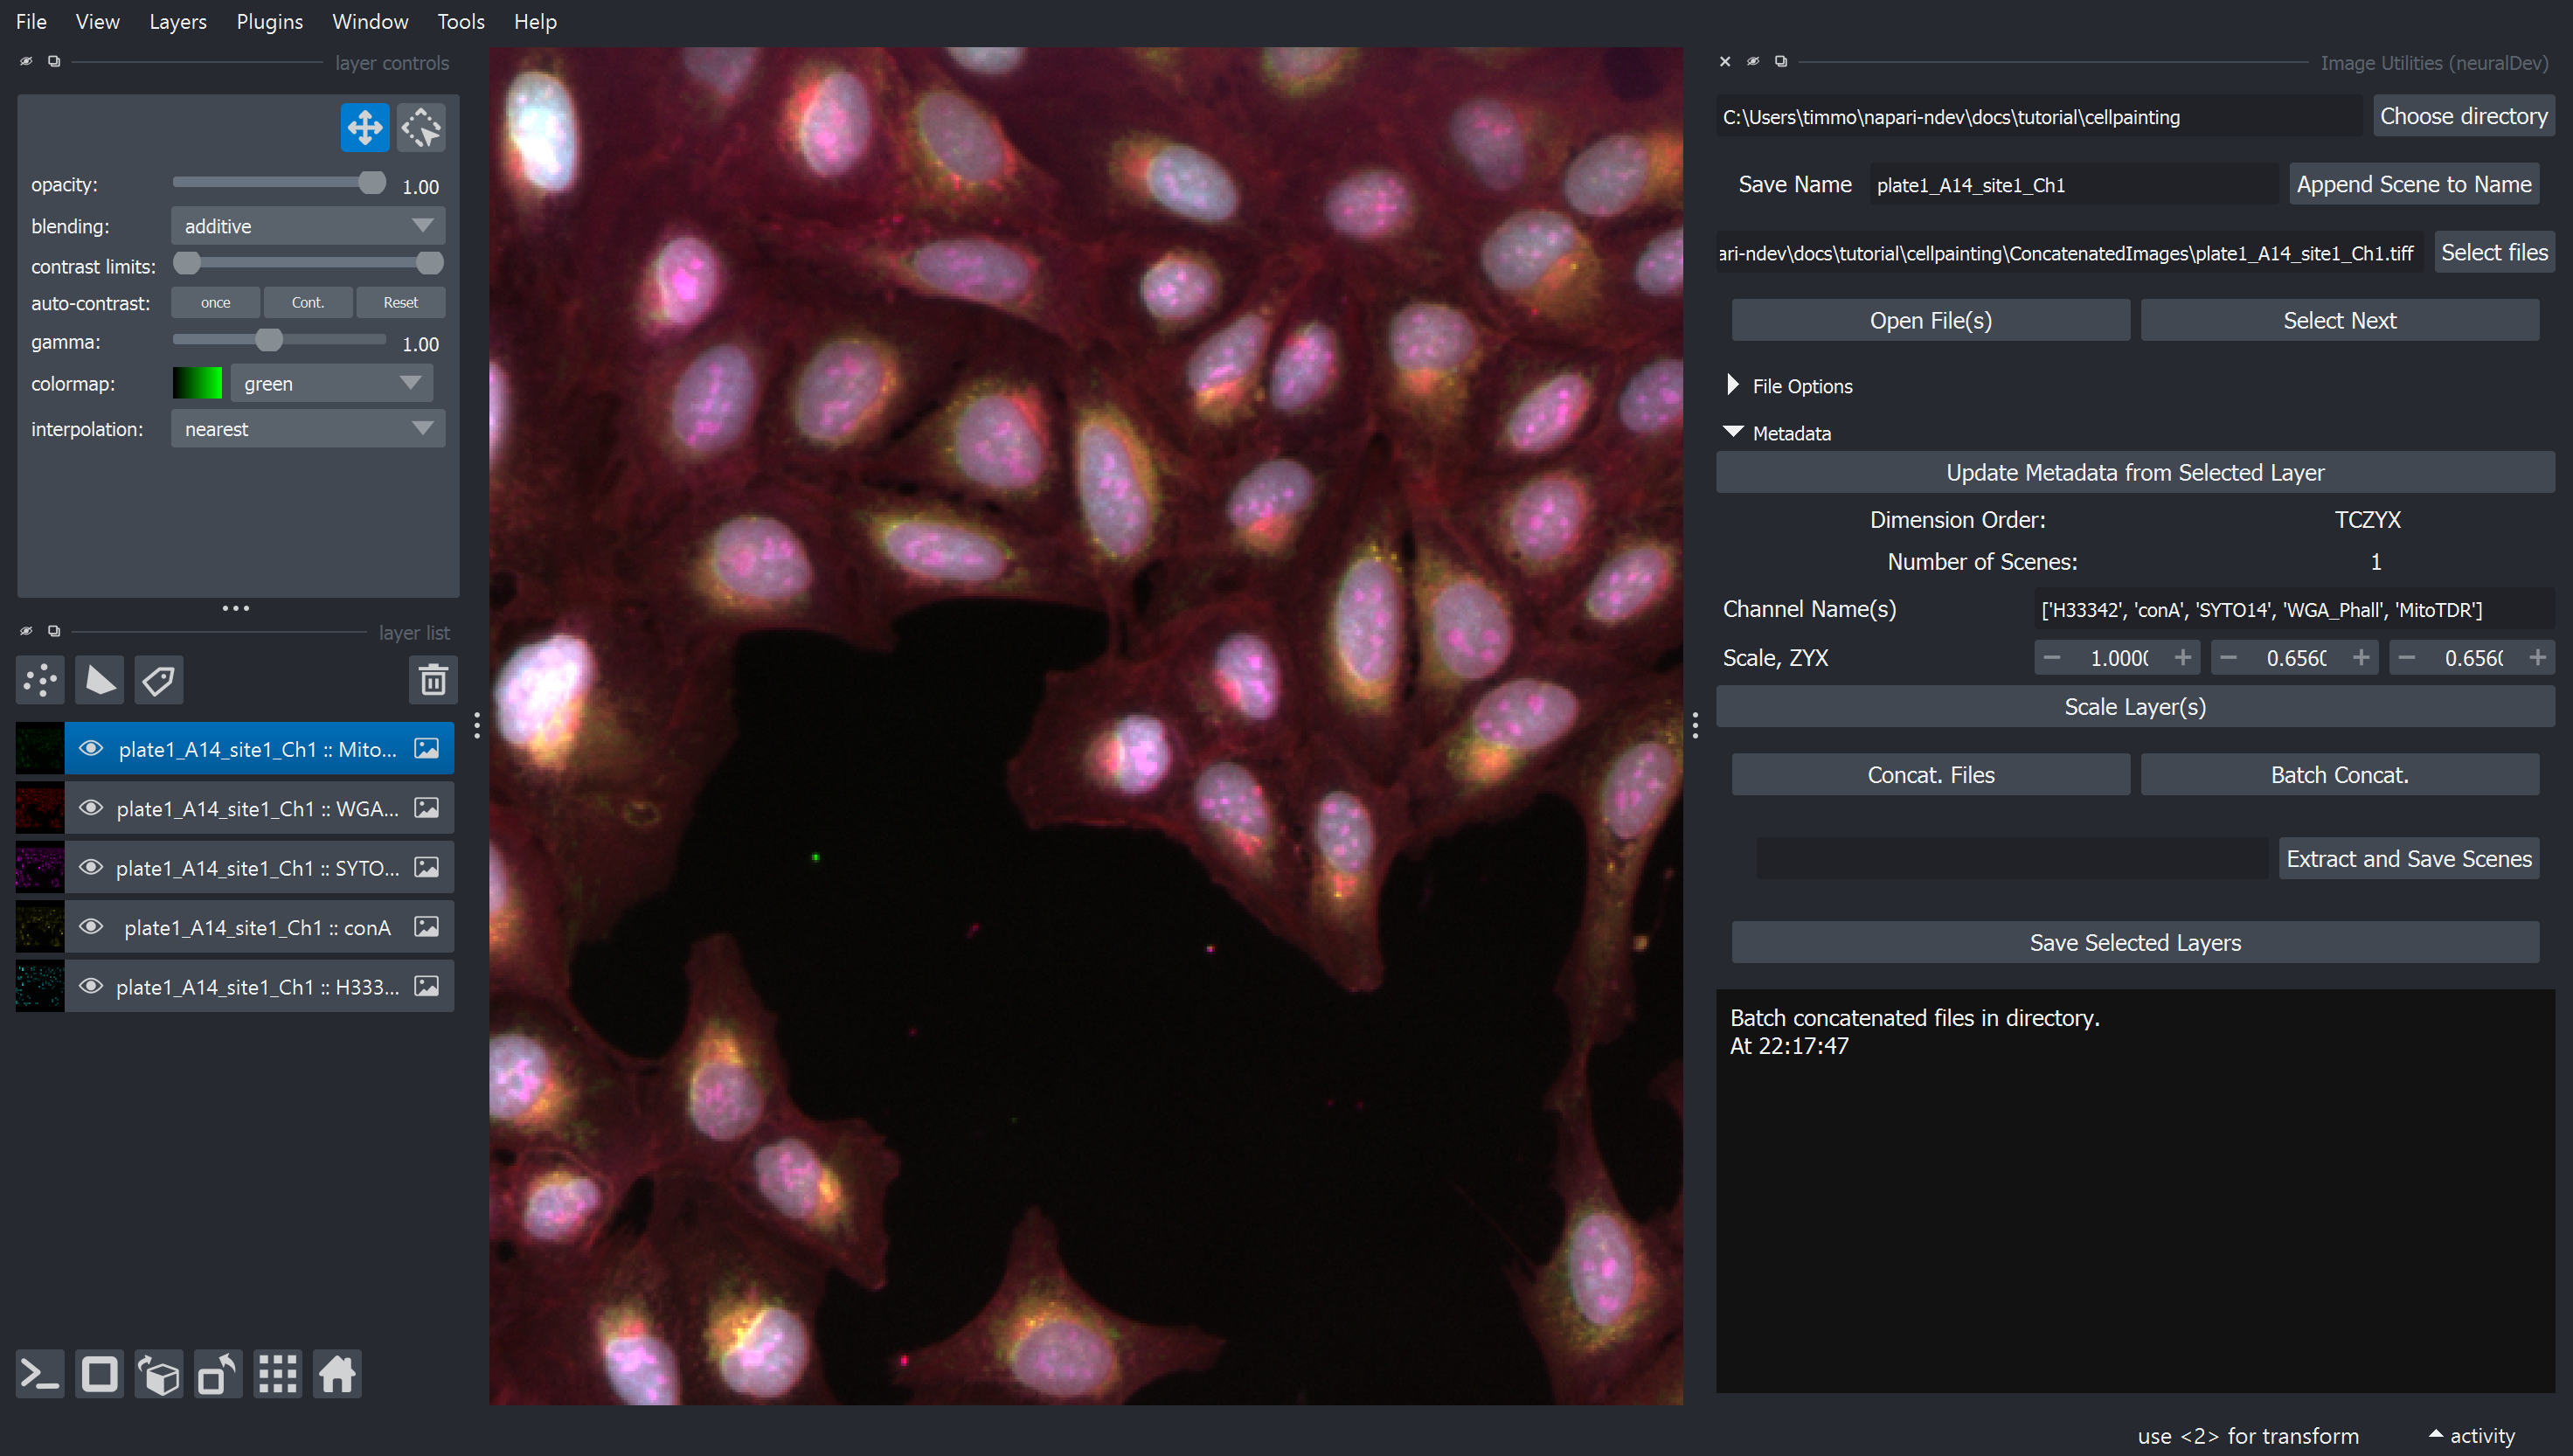 File View Layers Plugins Window Tools Help
layer controls
opacity: 1.00
blending: additive
contrast limits:
auto-contrast: once Cont. Reset
gamma: 1.00
colormap: green
interpolation: nearest
layer list
plate1_A14_site1_Ch1 :: Mito...
plate1_A14_site1_Ch1 :: WGA...
plate1_A14_site1_Ch1 :: SYTO...
plate1_A14_site1_Ch1 :: conA
plate1_A14_site1_Ch1 :: H333...
Image Utilities (neuralDev)
C:\Users\timmo\napari-ndev\docs\tutorial\cellpainting Choose directory
Save Name plate1_A14_site1_Ch1 Append Scene to Name
ari-ndev\docs\tutorial\cellpainting\ConcatenatedImages\plate1_A14_site1_Ch1.tiff Select files
Open File(s) Select Next
File Options
Metadata
Update Metadata from Selected Layer
Dimension Order: TCZYX
Number of Scenes: 1
Channel Name(s) ['H33342', 'conA', 'SYTO14', 'WGA_Phall', 'MitoTDR']
Scale, ZYX − 1.000( + − 0.656( + − 0.656( +
Scale Layer(s)
Concat. Files Batch Concat.
Extract and Save Scenes
Save Selected Layers
Batch concatenated files in directory.
At 22:17:47
use <2> for transform activity